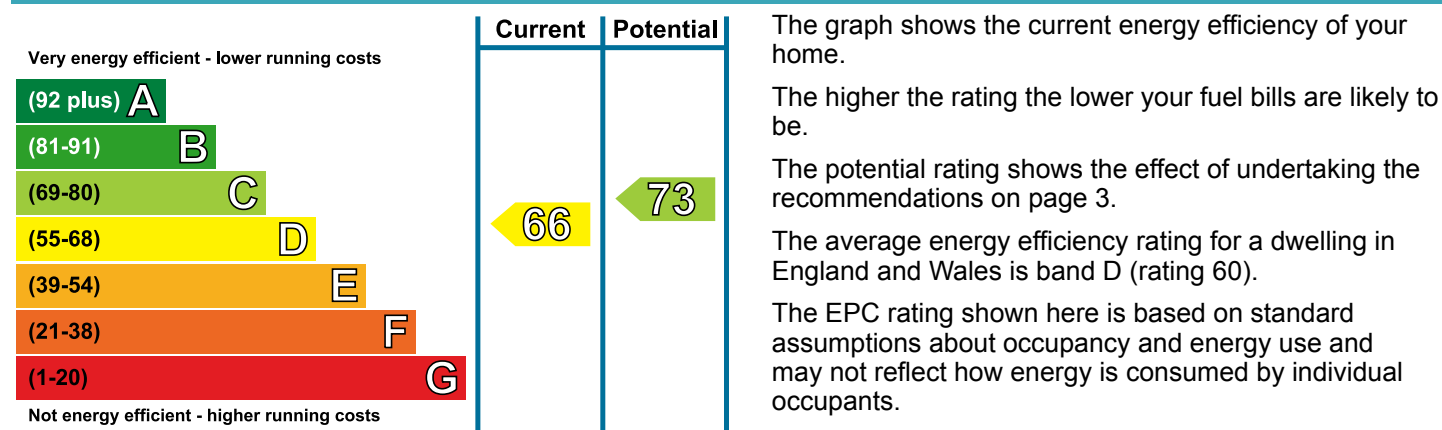 Current Potential
Very energy efficient - lower running costs
(92 plus) A
(81-91) B
(69-80) C
(55-68) D
(39-54) E
(21-38) F
(1-20) G
Not energy efficient - higher running costs
66
73
The graph shows the current energy efficiency of your
home.
The higher the rating the lower your fuel bills are likely to
be.
The potential rating shows the effect of undertaking the
recommendations on page 3.
The average energy efficiency rating for a dwelling in
England and Wales is band D (rating 60).
The EPC rating shown here is based on standard
assumptions about occupancy and energy use and
may not reflect how energy is consumed by individual
occupants.